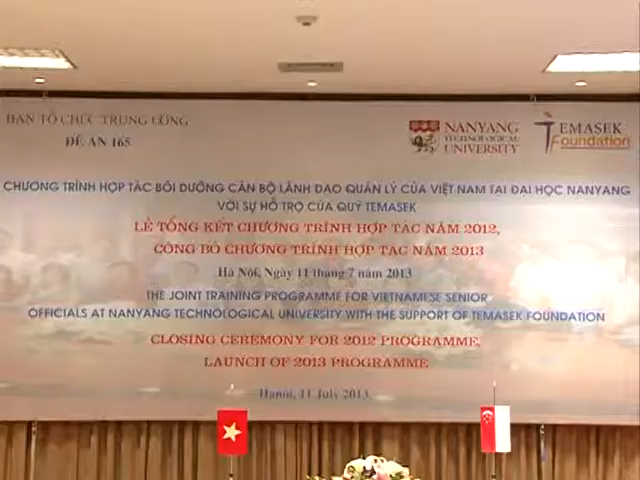 BAN TỔ CHỨC TRUNG ƯƠNG
ĐỀ ÁN 165
NANYANG
TECHNOLOGICAL
UNIVERSITY
TEMASEK
Foundation
CHƯƠNG TRÌNH HỢP TÁC BỒI DƯỠNG CÁN BỘ LÃNH ĐẠO QUẢN LÝ CỦA VIỆT NAM TẠI ĐẠI HỌC NANYANG
VỚI SỰ HỖ TRỢ CỦA QUỸ TEMASEK
LỄ TỔNG KẾT CHƯƠNG TRÌNH HỢP TÁC NĂM 2012,
CÔNG BỐ CHƯƠNG TRÌNH HỢP TÁC NĂM 2013
Hà Nội, Ngày 11 tháng 7 năm 2013
THE JOINT TRAINING PROGRAMME FOR VIETNAMESE SENIOR
OFFICIALS AT NANYANG TECHNOLOGICAL UNIVERSITY WITH THE SUPPORT OF TEMASEK FOUNDATION
CLOSING CEREMONY FOR 2012 PROGRAMME,
LAUNCH OF 2013 PROGRAMME
Hanoi, 11 July 2013